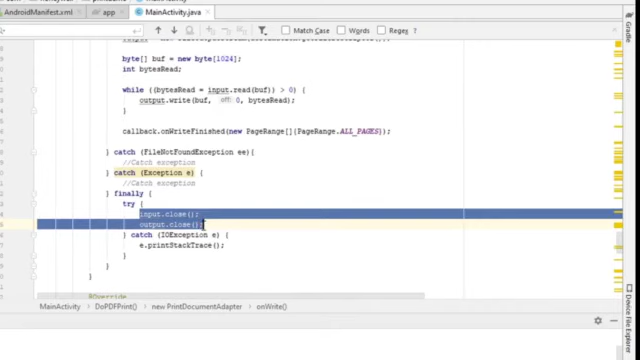 AndroidManifest.xml app MainActivity.java
Match Case Words Regex ?
byte[] buf = new byte[1024];
int bytesRead;
while ((bytesRead = input.read(buf)) > 0) {
output.write(buf, off: 0, bytesRead);
}
callback.onWriteFinished(new PageRange[]{PageRange.ALL_PAGES});
} catch (FileNotFoundException ee){
//Catch exception
} catch (Exception e) {
//Catch exception
} finally {
try {
input.close();
output.close();
} catch (IOException e) {
e.printStackTrace();
}
}
}
@Override
MainActivity DoPDFPrint() new PrintDocumentAdapter onWrite()
Gradle
Device File Explorer